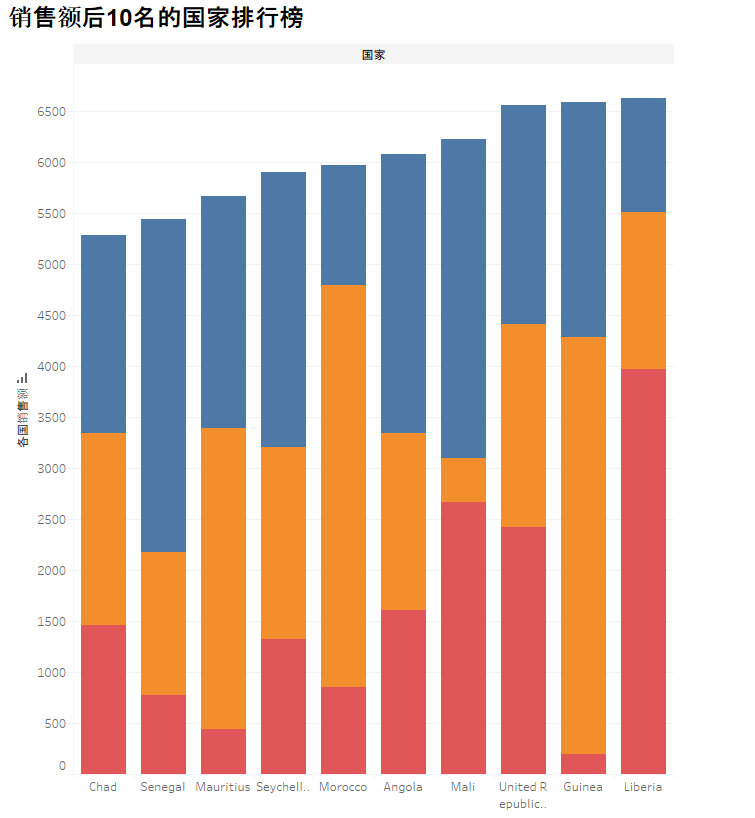 销售额后10名的国家排行榜
国家
各国销售额
6500
6000
5500
5000
4500
4000
3500
3000
2500
2000
1500
1000
500
0
Chad
Senegal
Mauritius
Seychell..
Morocco
Angola
Mali
United R
epublic..
Guinea
Liberia